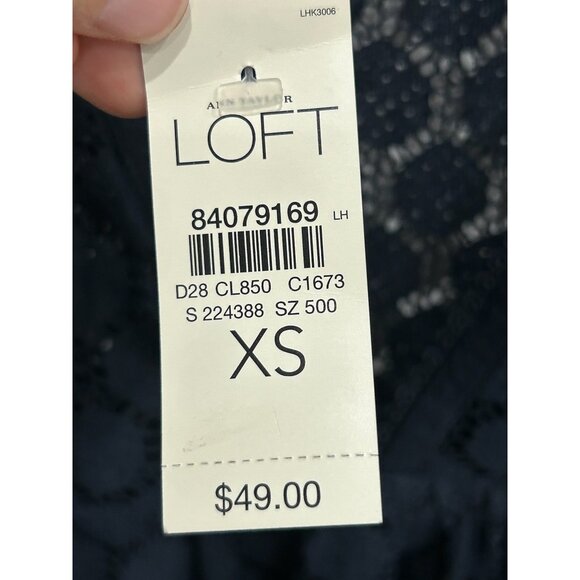 LHK3006
ANN TAYLOR
LOFT
84079169 LH
D28 CL850 C1673
S 224388 SZ 500
XS
$49.00